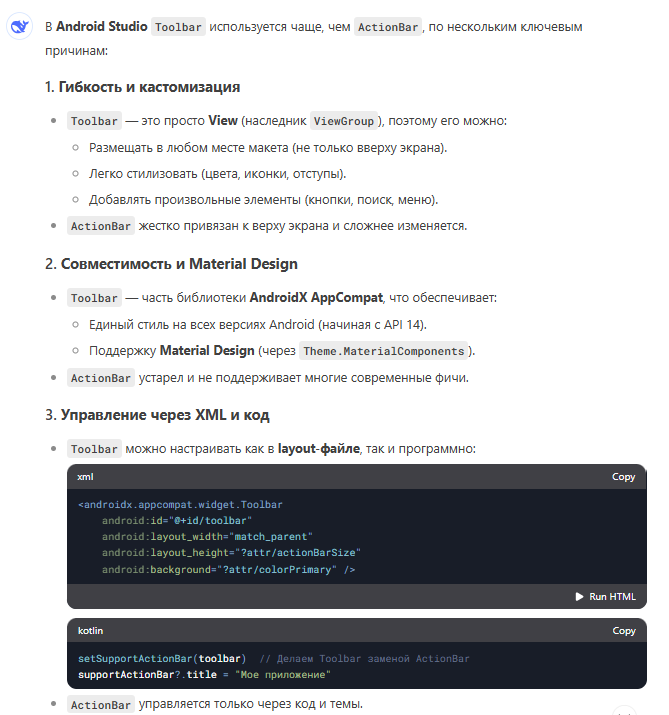 В Android Studio Toolbar используется чаще, чем ActionBar, по нескольким ключевым
причинам:
1. Гибкость и кастомизация
Toolbar — это просто View (наследник ViewGroup), поэтому его можно:
Размещать в любом месте макета (не только вверху экрана).
Легко стилизовать (цвета, иконки, отступы).
Добавлять произвольные элементы (кнопки, поиск, меню).
ActionBar жестко привязан к верху экрана и сложнее изменяется.
2. Совместимость и Material Design
Toolbar — часть библиотеки AndroidX AppCompat, что обеспечивает:
Единый стиль на всех версиях Android (начиная с API 14).
Поддержку Material Design (через Theme.MaterialComponents).
ActionBar устарел и не поддерживает многие современные фичи.
3. Управление через XML и код
Toolbar можно настраивать как в layout-файле, так и программно:
xml Copy
<androidx.appcompat.widget.Toolbar
    android:id="@+id/toolbar"
    android:layout_width="match_parent"
    android:layout_height="?attr/actionBarSize"
    android:background="?attr/colorPrimary" />
Run HTML
kotlin Copy
setSupportActionBar(toolbar)  // Делаем Toolbar заменой ActionBar
supportActionBar?.title = "Мое приложение"
ActionBar управляется только через код и темы.